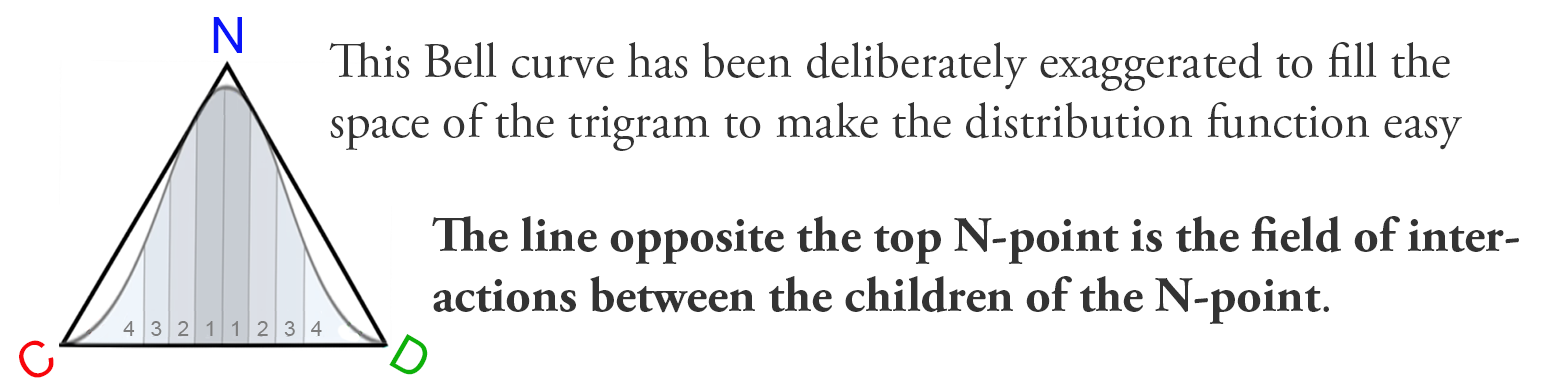 N
This Bell curve has been deliberately exaggerated to fill the
space of the trigram to make the distribution function easy
The line opposite the top N-point is the field of inter-
actions between the children of the N-point.
4 3 2 1 1 2 3 4
C
D